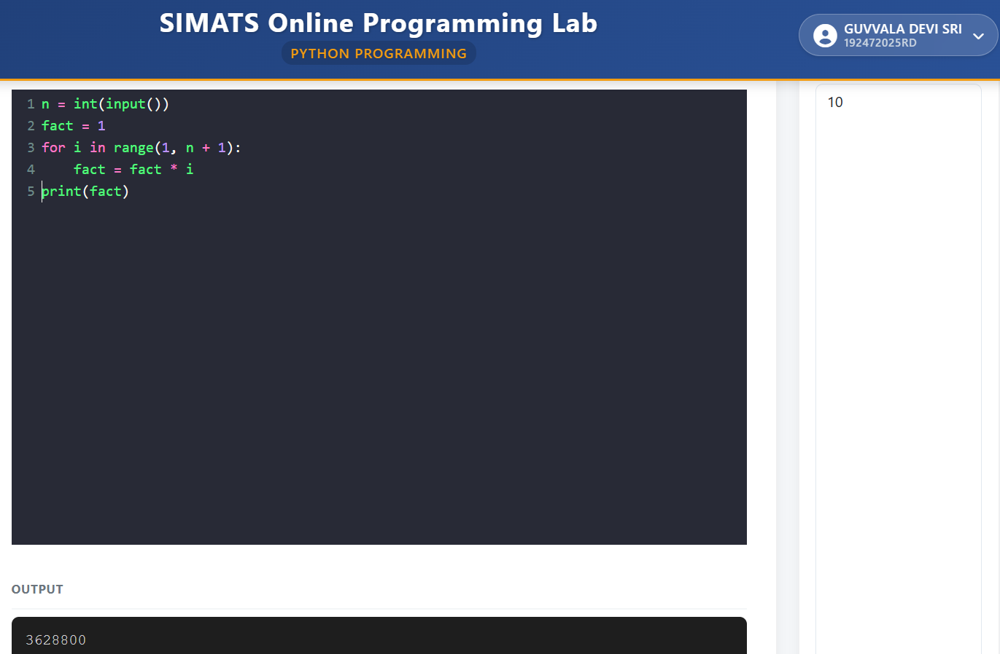 SIMATS Online Programming Lab
PYTHON PROGRAMMING
GUVVALA DEVI SRI
192472025RD
1 n = int(input())
2 fact = 1
3 for i in range(1, n + 1):
4     fact = fact * i
5 print(fact)
10
OUTPUT
3628800